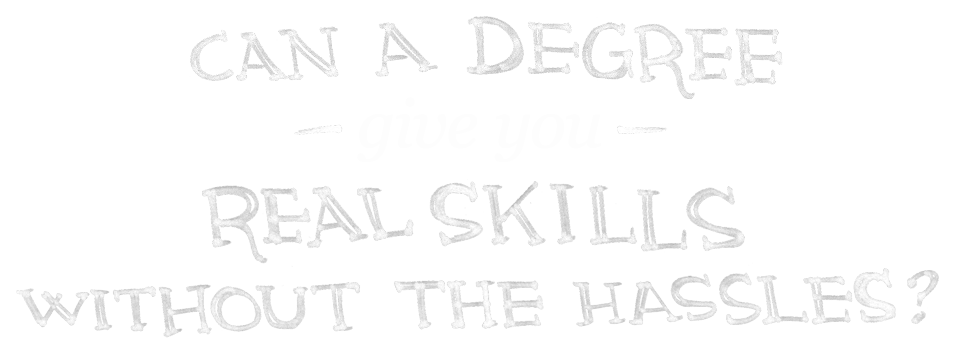 CAN A DEGREE
give you
REAL SKILLS
WITHOUT THE HASSLES?